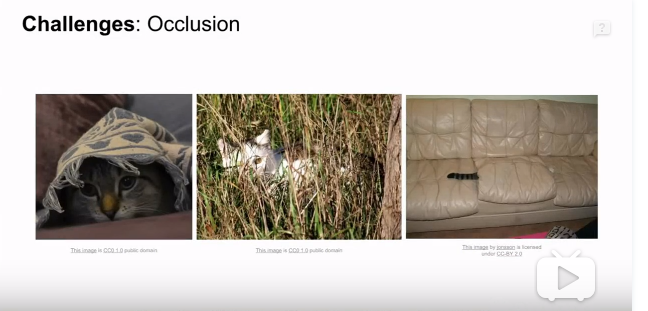 Challenges: Occlusion
?
This image is CC0 1.0 public domain
This image is CC0 1.0 public domain
This image by jonsson is licensed
under CC-BY 2.0